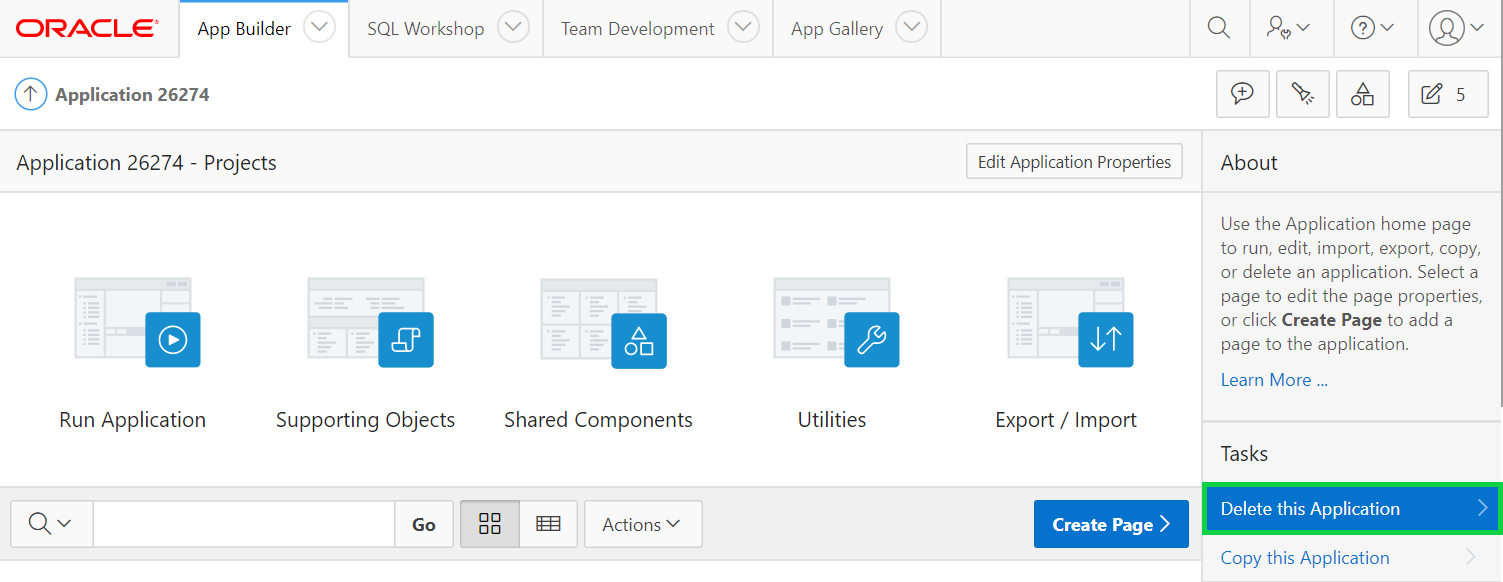 ORACLE
App Builder
SQL Workshop
Team Development
App Gallery
Application 26274
5
Application 26274 - Projects
Edit Application Properties
About
Use the Application home page
to run, edit, import, export, copy,
or delete an application. Select a
page to edit the page properties,
or click Create Page to add a
page to the application.
Learn More ...
Run Application
Supporting Objects
Shared Components
Utilities
Export / Import
Tasks
Delete this Application
Go
Actions
Create Page
Copy this Application